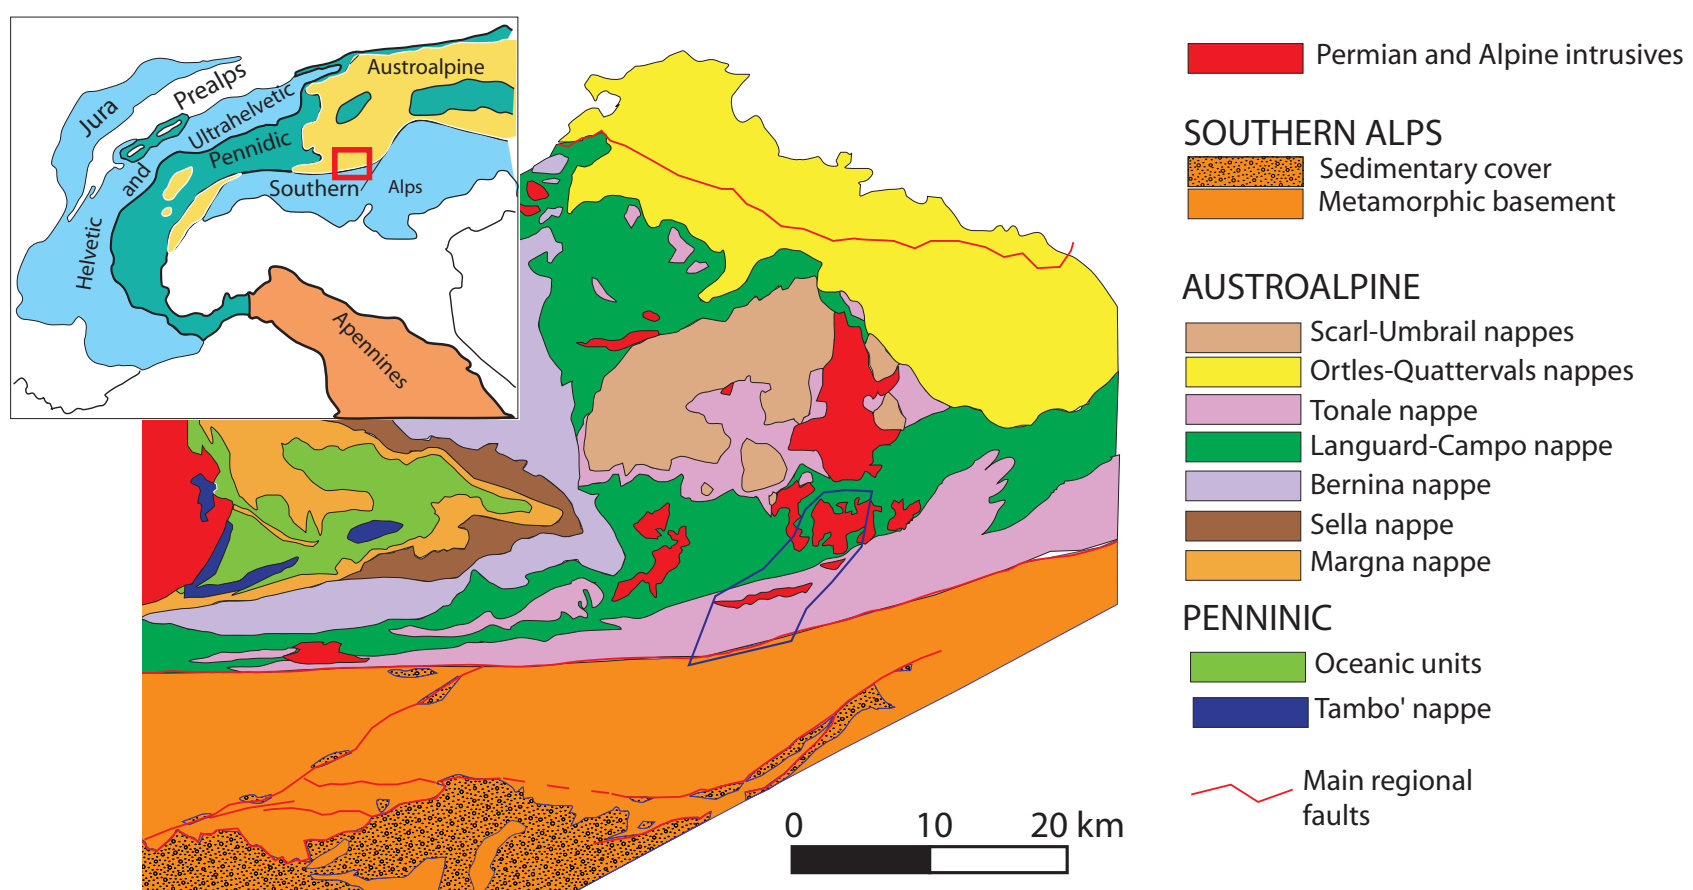 Jura
Prealps
Austroalpine
Ultrahelvetic
and
Helvetic
Pennidic
Southern
Alps
Apennines
Permian and Alpine intrusives
SOUTHERN ALPS
Sedimentary cover
Metamorphic basement
AUSTROALPINE
Scarl-Umbrail nappes
Ortles-Quattervals nappes
Tonale nappe
Languard-Campo nappe
Bernina nappe
Sella nappe
Margna nappe
PENNINIC
Oceanic units
Tambo' nappe
Main regional
faults
0 10 20 km